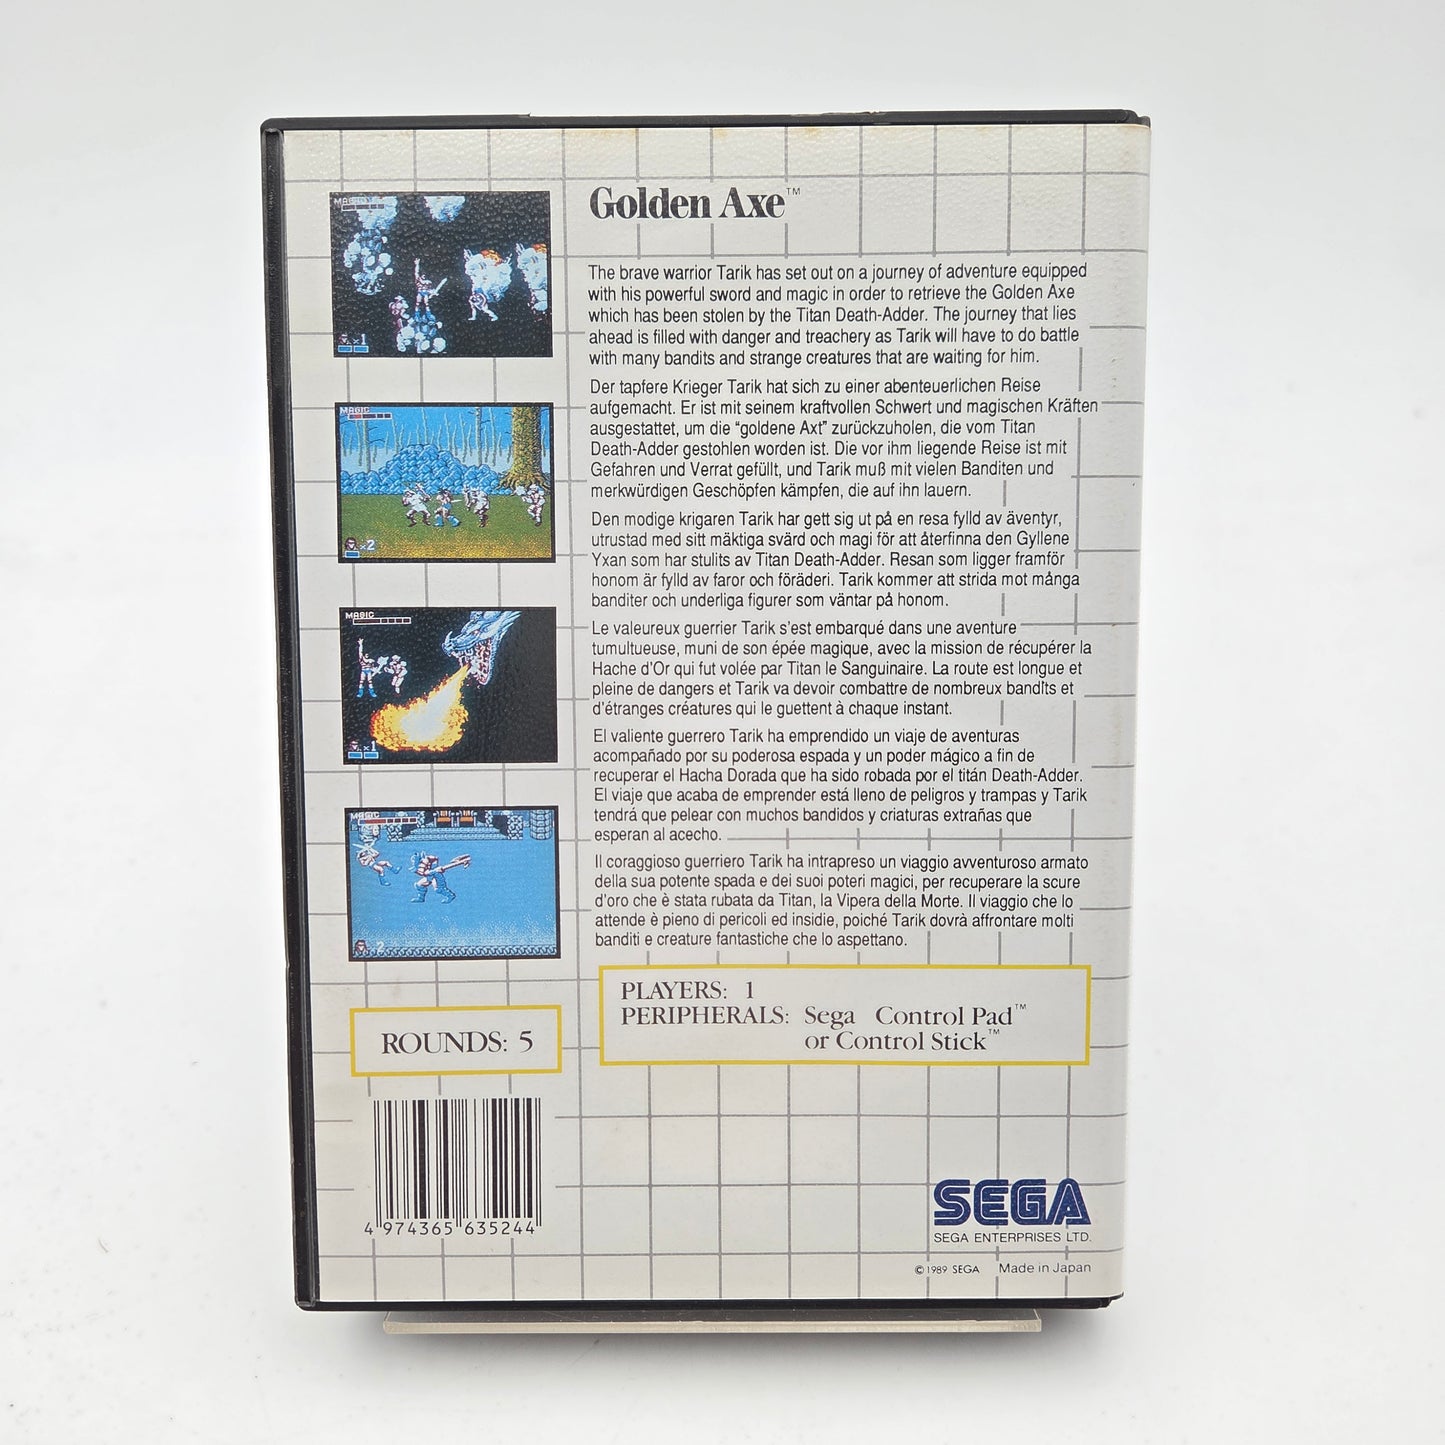 Golden Axe™
The brave warrior Tarik has set out on a journey of adventure equipped
with his powerful sword and magic in order to retrieve the Golden Axe
which has been stolen by the Titan Death-Adder. The journey that lies
ahead is filled with danger and treachery as Tarik will have to do battle
with many bandits and strange creatures that are waiting for him.
Der tapfere Krieger Tarik hat sich zu einer abenteuerlichen Reise
aufgemacht. Er ist mit seinem kraftvollen Schwert und magischen Kräften
ausgestattet, um die “goldene Axt” zurückzuholen, die vom Titan
Death-Adder gestohlen worden ist. Die vor ihm liegende Reise ist mit
Gefahren und Verrat gefüllt, und Tarik muß mit vielen Banditen und
merkwürdigen Geschöpfen kämpfen, die auf ihn lauern.
Den modige krigaren Tarik har gett sig ut på en resa fylld av äventyr,
utrustad med sitt mäktiga svärd och magi för att återfinna den Gyllene
Yxan som har stulits av Titan Death-Adder. Resan som ligger framför
honom är fylld av faror och föräderi. Tarik kommer att strida mot många
banditer och underliga figurer som väntar på honom.
Le valeureux guerrier Tarik s'est embarqué dans une aventure
tumultueuse, muni de son épée magique, avec la mission de récupérer la
Hache d'Or qui fut volée par Titan le Sanguinaire. La route est longue et
pleine de dangers et Tarik va devoir combattre de nombreux bandits et
d'étranges créatures qui le guettent à chaque instant.
El valiente guerrero Tarik ha emprendido un viaje de aventuras
acompañado por su poderosa espada y un poder mágico a fin de
recuperar el Hacha Dorada que ha sido robada por el titán Death-Adder.
El viaje que acaba de emprender está lleno de peligros y trampas y Tarik
tendrá que pelear con muchos bandidos y criaturas extrañas que
esperan al acecho.
Il coraggioso guerriero Tarik ha intrapreso un viaggio avventuroso armato
della sua potente spada e dei suoi poteri magici, per recuperare la scure
d'oro che è stata rubata da Titan, la Vipera della Morte. Il viaggio che lo
attende è pieno di pericoli ed insidie, poiché Tarik dovrà affrontare molti
banditi e creature fantastiche che lo aspettano.
MAGIC
×1
MAGIC
×2
MAGIC
×1
MAGIC
2
ROUNDS: 5
PLAYERS: 1
PERIPHERALS: Sega Control Pad™
or Control Stick™
4 974365 635244
SEGA
SEGA ENTERPRISES LTD.
© 1989 SEGA Made in Japan